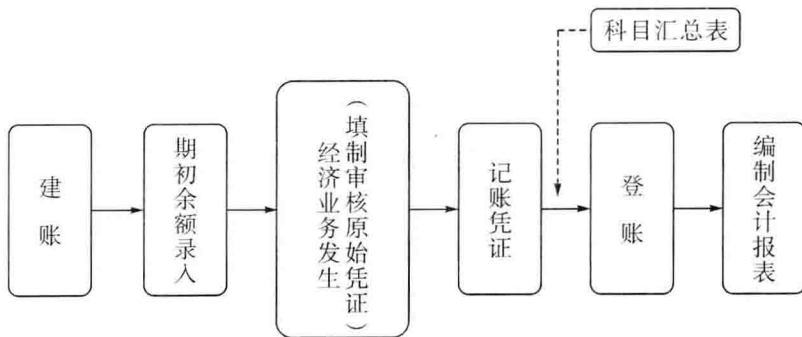 科目汇总表
建账
期初余额录入
经济业务发生
（填制审核原始凭证）
记账凭证
登账
编制会计报表